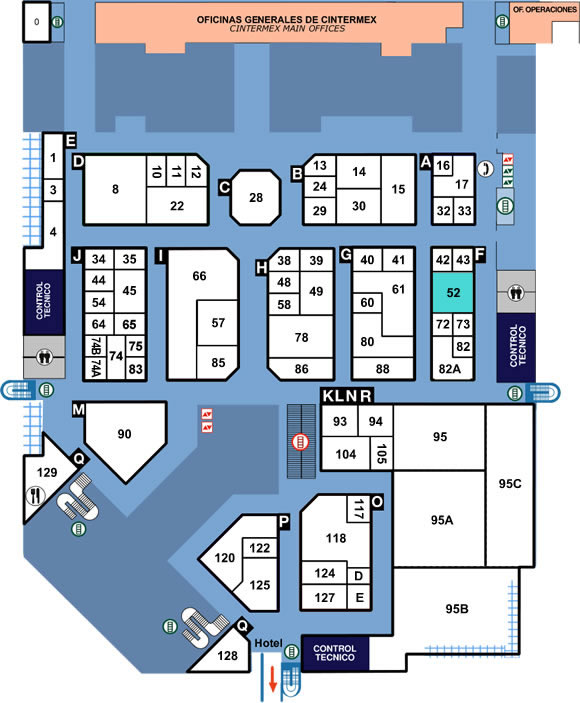 0
OFICINAS GENERALES DE CINTERMEX
CINTERMEX MAIN OFFICES
OF. OPERACIONES
E
1
3
4
D
8
10
11
12
22
C
28
B
13
24
29
14
30
15
A
16
17
32
33
CONTROL
TECNICO
J
34
35
44
54
45
64
65
74B
74A
74
75
83
I
66
57
85
H
38
39
48
58
49
78
86
G
40
41
60
61
80
88
F
42
43
52
72
73
82
82A
CONTROL
TECNICO
M
90
Q
129
K L N R
93
94
104
105
95
95A
95C
95B
P
120
122
125
O
117
118
124
D
127
E
Q
128
Hotel
CONTROL
TECNICO